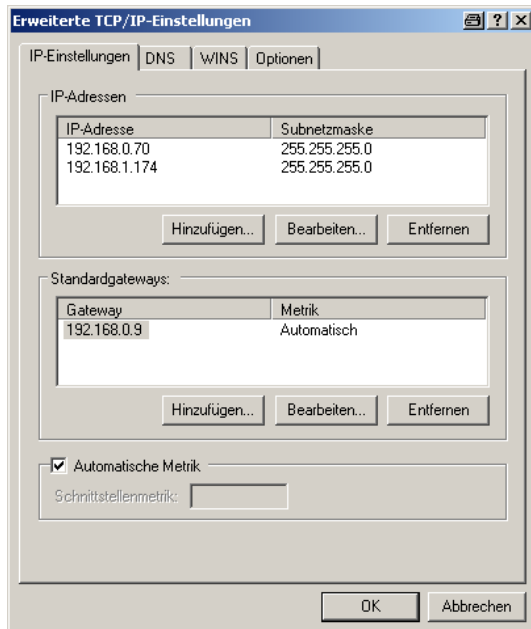 Erweiterte TCP/IP-Einstellungen
IP-Einstellungen DNS WINS Optionen
IP-Adressen
IP-Adresse Subnetzmaske
192.168.0.70 255.255.255.0
192.168.1.174 255.255.255.0
Hinzufügen... Bearbeiten... Entfernen
Standardgateways:
Gateway Metrik
192.168.0.9 Automatisch
Hinzufügen... Bearbeiten... Entfernen
Automatische Metrik
Schnittstellenmetrik:
OK Abbrechen